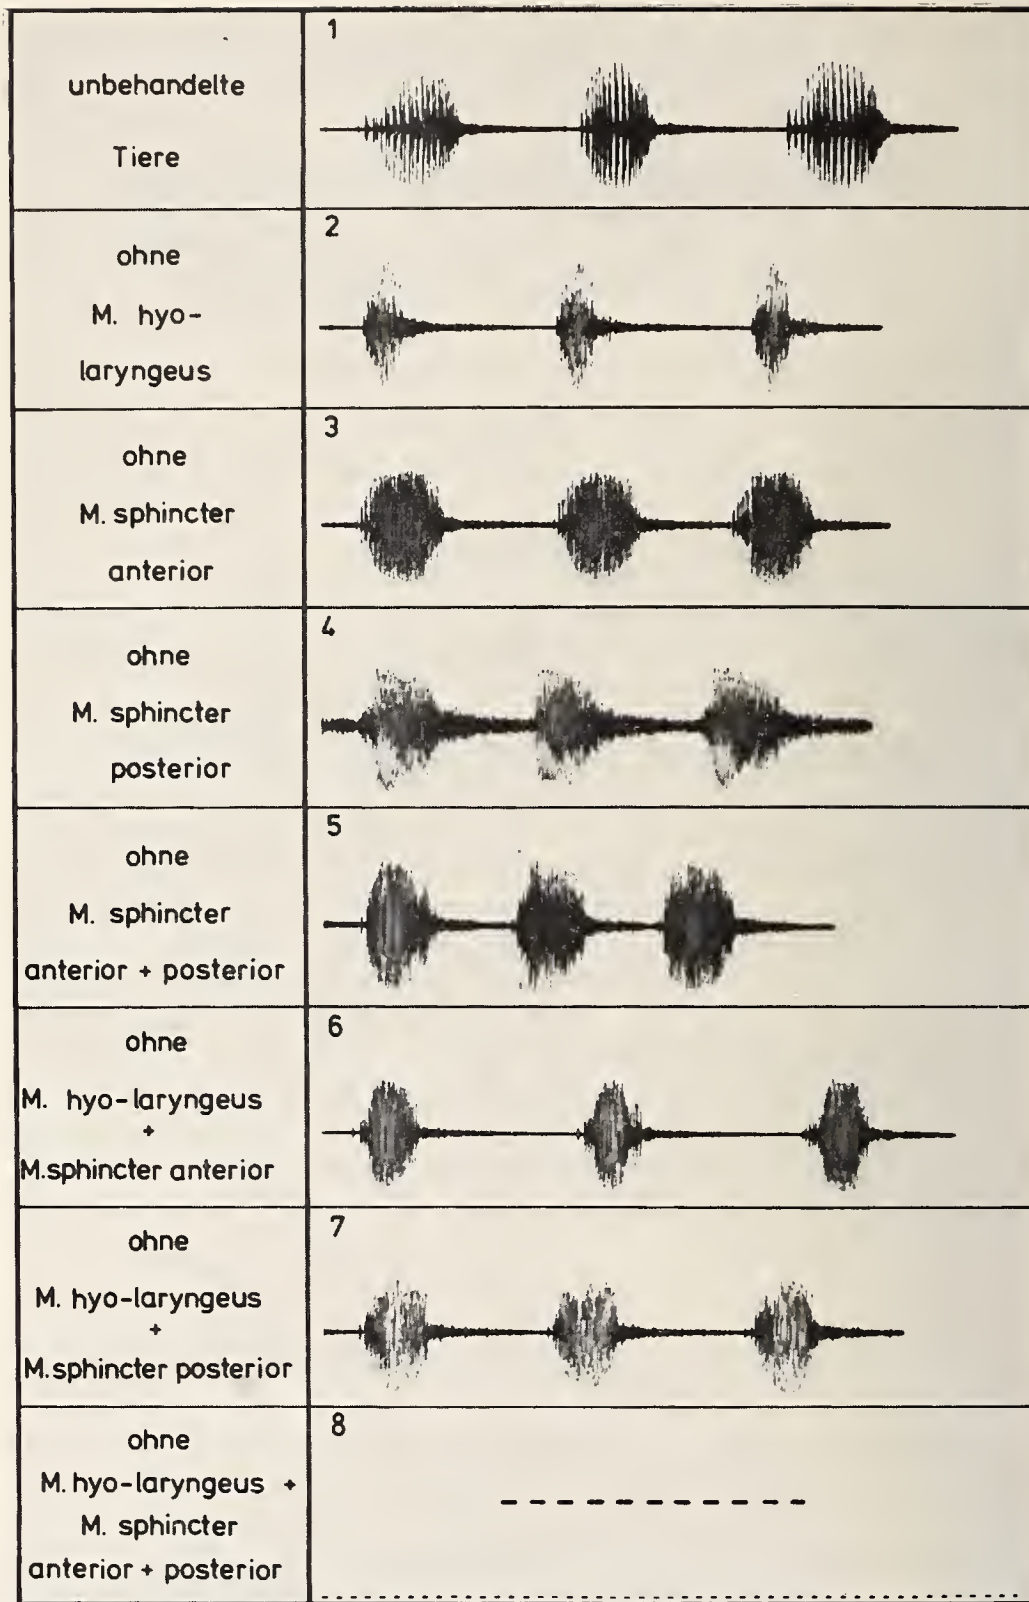 1
unbehandelte
Tiere
2
ohne
M. hyo-
laryngeus
3
ohne
M. sphincter
anterior
4
ohne
M. sphincter
posterior
5
ohne
M. sphincter
anterior + posterior
6
ohne
M. hyo-laryngeus
+
M. sphincter anterior
7
ohne
M. hyo-laryngeus
+
M. sphincter posterior
8
ohne
M. hyo-laryngeus +
M. sphincter
anterior + posterior